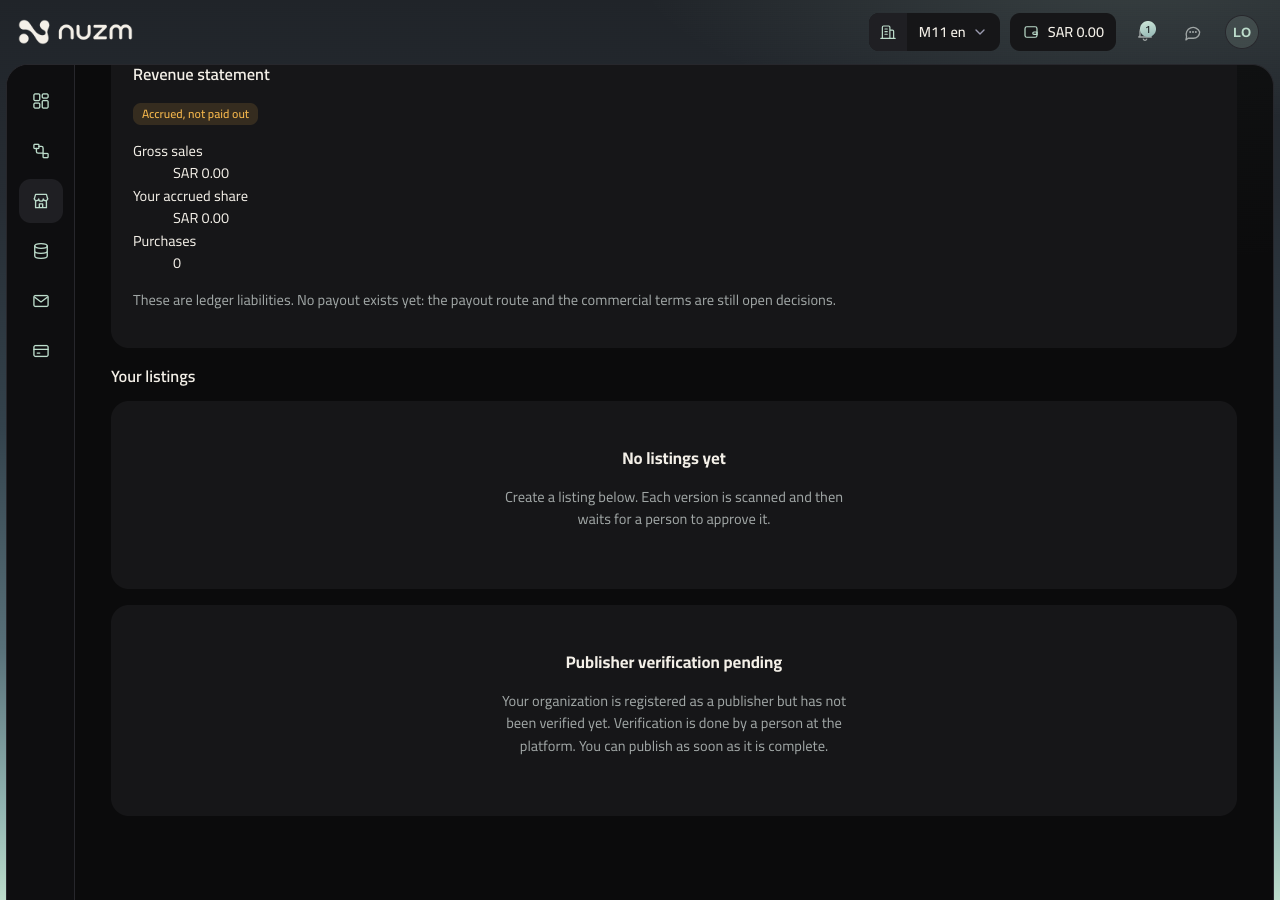 nuzm
M11 en
SAR 0.00
1
LO
Revenue statement
Accrued, not paid out
Gross sales
SAR 0.00
Your accrued share
SAR 0.00
Purchases
0
These are ledger liabilities. No payout exists yet: the payout route and the commercial terms are still open decisions.
Your listings
No listings yet
Create a listing below. Each version is scanned and then
waits for a person to approve it.
Publisher verification pending
Your organization is registered as a publisher but has not
been verified yet. Verification is done by a person at the
platform. You can publish as soon as it is complete.